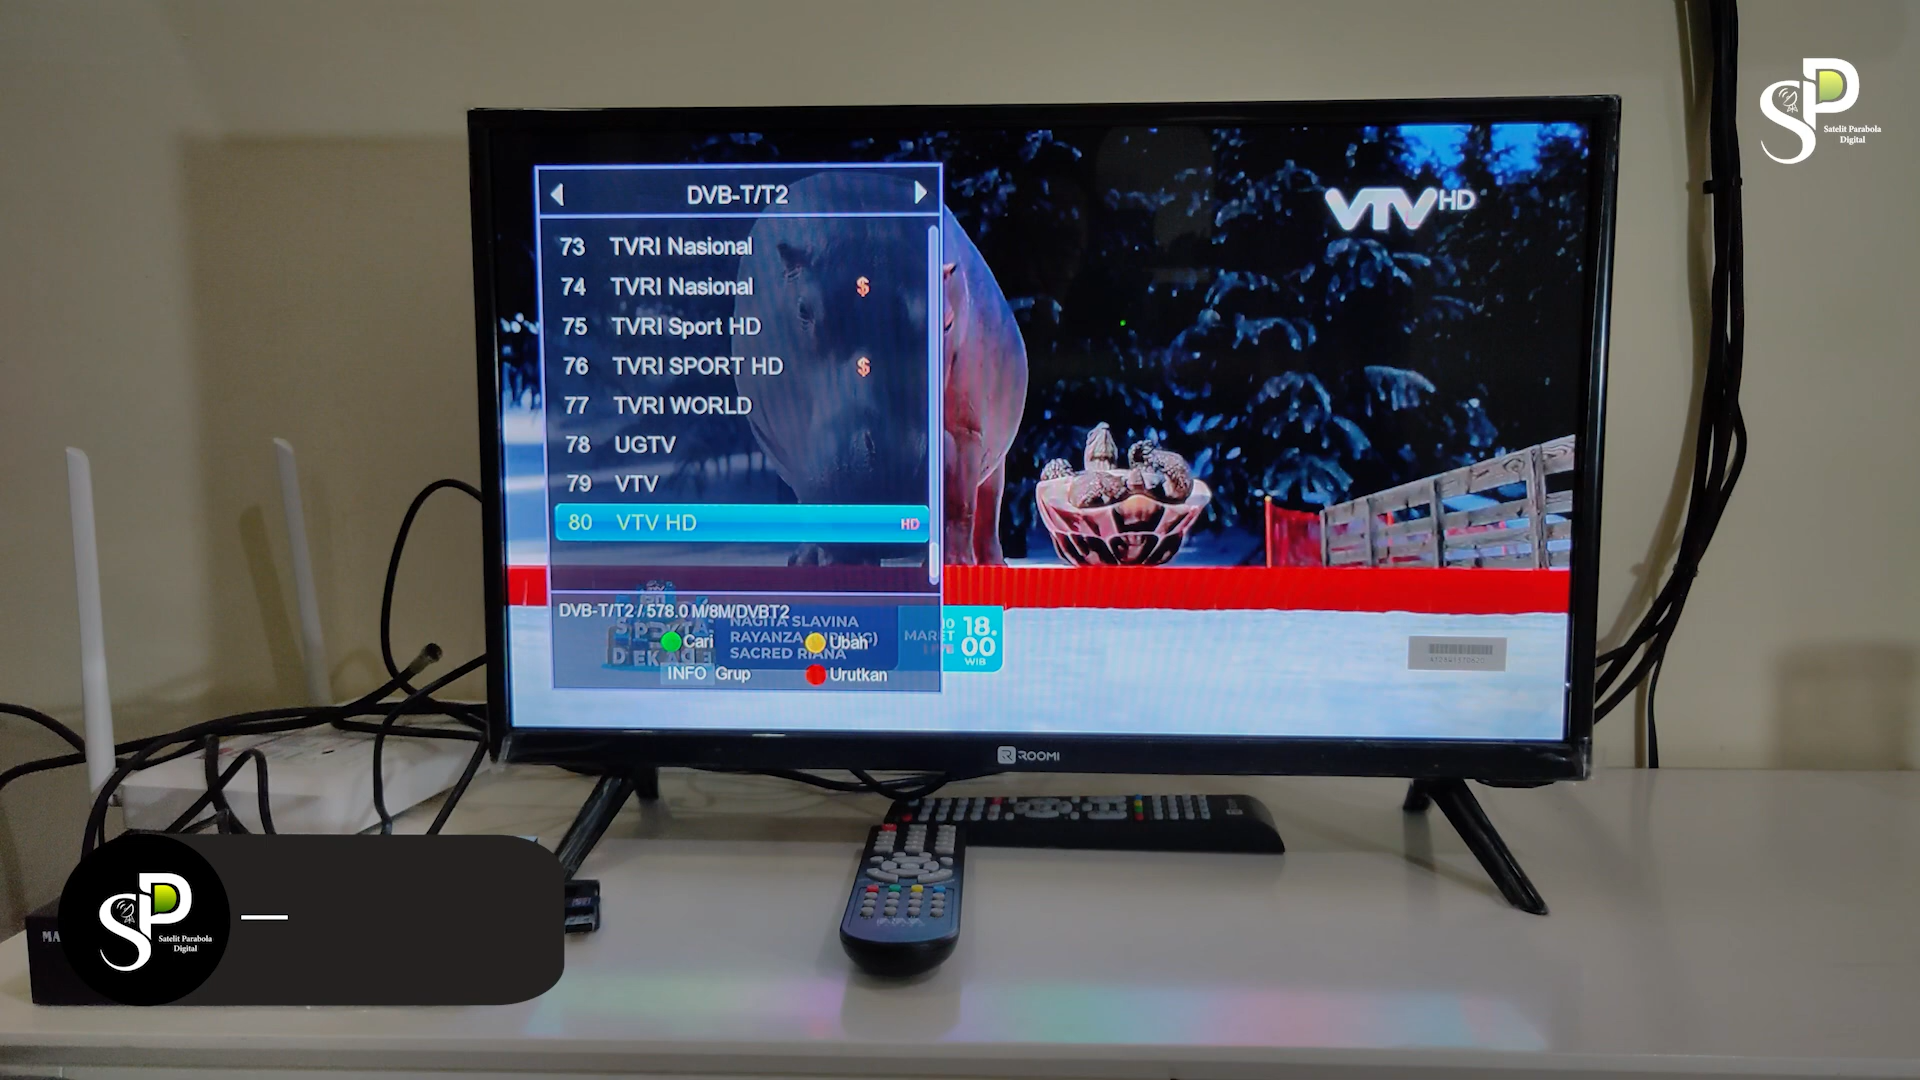 Satelit Parabola
Digital
VTV HD
DVB-T/T2
73 TVRI Nasional
74 TVRI Nasional $
75 TVRI Sport HD
76 TVRI SPORT HD $
77 TVRI WORLD
78 UGTV
79 VTV
80 VTV HD HD
DVB-T/T2 / 578.0 M/8M/DVBT2
Cari
Ubah
INFO Grup
Urutkan
NAGITA SLAVINA
SACRED RIANA
MARET
18.
00
WIB
ROOMI
MA
Satelit Parabola
Digital